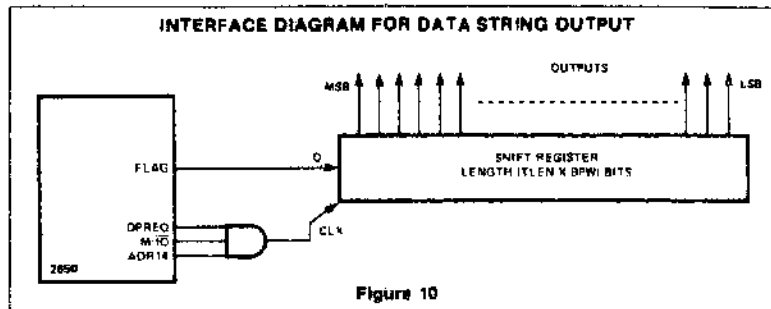 INTERFACE DIAGRAM FOR DATA STRING OUTPUT
OUTPUTS
MSB
LSB
SHIFT REGISTER
LENGTH (TLEN X BPW) BITS
FLAG
D
OPREQ
M/IO
ADR14
CLK
2650
Figure 10